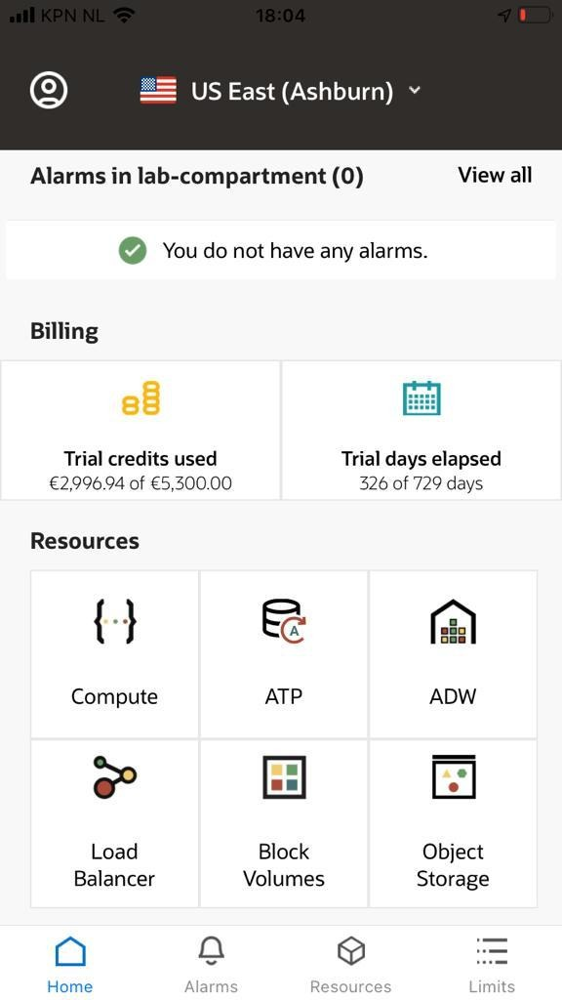 KPN NL 18:04
US East (Ashburn)
Alarms in lab-compartment (0) View all
You do not have any alarms.
Billing
Trial credits used Trial days elapsed
€2,996.94 of €5,300.00 326 of 729 days
Resources
A
Compute ATP ADW
Load Block Object
Balancer Volumes Storage
Home Alarms Resources Limits